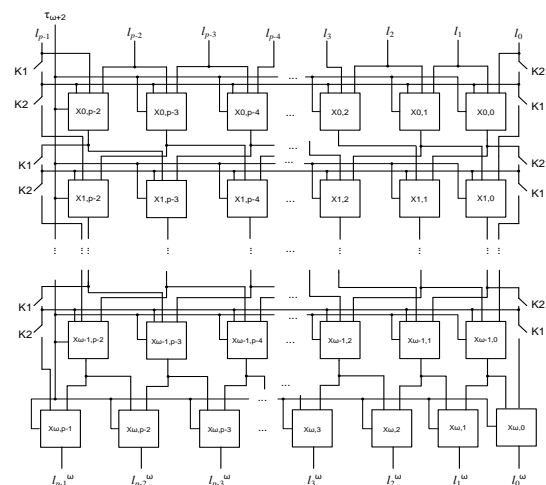 τω+2
Ip-1 Ip-2 Ip-3 Ip-4 I3 I2 I1 I0
K1 ... K2
K2 X0,p-2 X0,p-3 X0,p-4 ... X0,2 X0,1 X0,0 K1
K1 ... K2
K2 X1,p-2 X1,p-3 X1,p-4 ... X1,2 X1,1 X1,0 K1
... ... ... ... ... ...
K1 ... K2
K2 Xω-1,p-2 Xω-1,p-3 Xω-1,p-4 ... Xω-1,2 Xω-1,1 Xω-1,0 K1
... ...
Xω,p-1 Xω,p-2 Xω,p-3 ... Xω,3 Xω,2 Xω,1 Xω,0
Ip-1ω Ip-2ω Ip-3ω I3ω I2ω I1ω I0ω